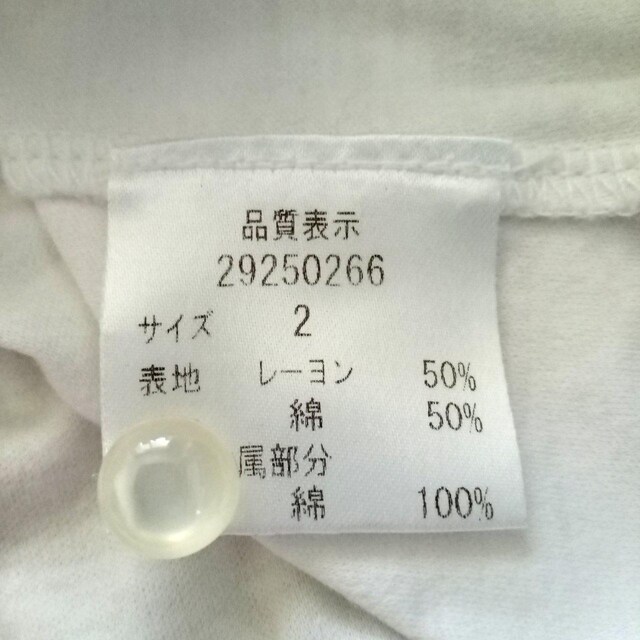 品質表示
29250266
サイズ 2
表地 レーヨン 50%
綿 50%
属部分
綿 100%